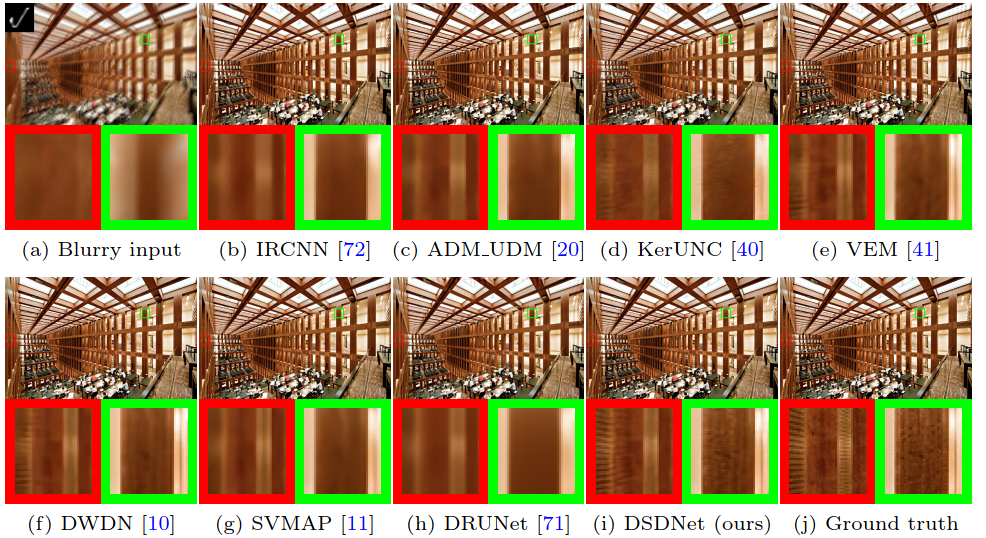 (a) Blurry input (b) IRCNN [72] (c) ADM_UDM [20] (d) KerUNC [40] (e) VEM [41]
(f) DWDN [10] (g) SVMAP [11] (h) DRUNet [71] (i) DSDNet (ours) (j) Ground truth